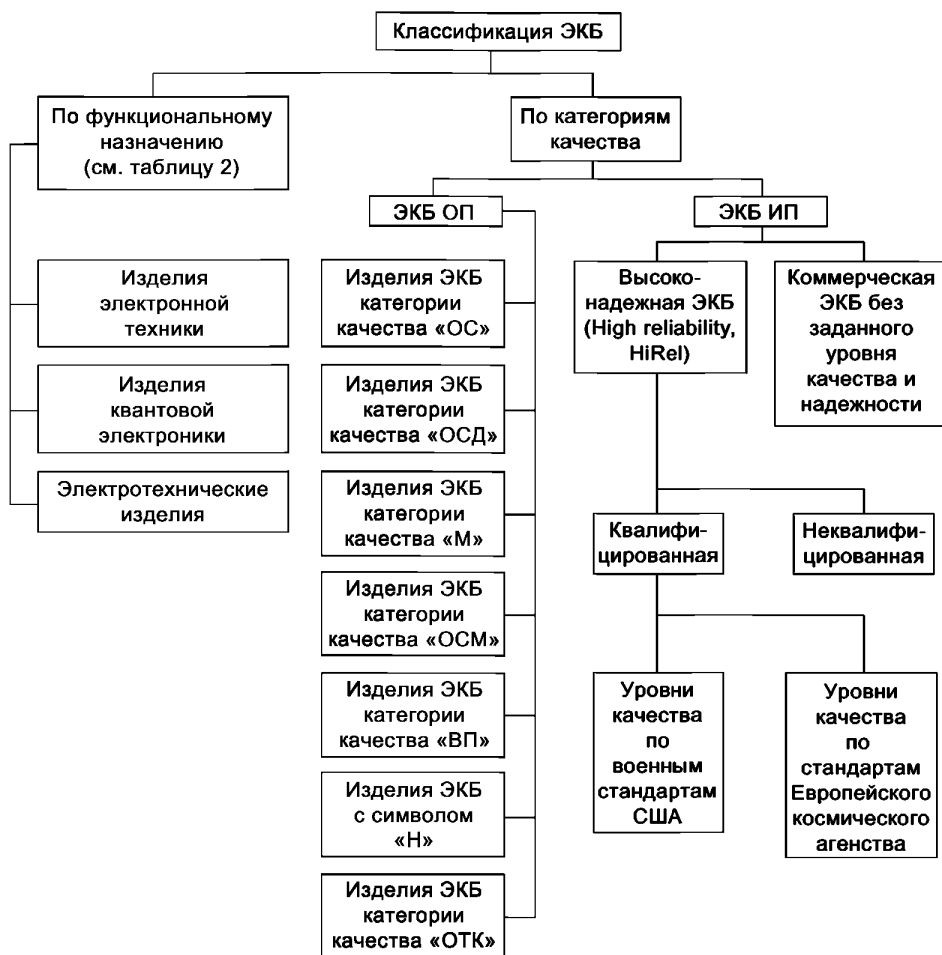 Классификация ЭКБ
По функциональному
назначению
(см. таблицу 2)
По категориям
качества
ЭКБ ОП
ЭКБ ИП
Изделия
электронной
техники
Изделия
квантовой
электроники
Электротехнические
изделия
Изделия ЭКБ
категории
качества «ОС»
Изделия ЭКБ
категории
качества «ОСД»
Изделия ЭКБ
категории
качества «М»
Изделия ЭКБ
категории
качества «ОСМ»
Изделия ЭКБ
категории
качества «ВП»
Изделия ЭКБ
с символом
«Н»
Изделия ЭКБ
категории
качества «ОТК»
Высоко-
надежная ЭКБ
(High reliability,
HiRel)
Коммерческая
ЭКБ без
заданного
уровня
качества и
надежности
Квалифи-
цированная
Неквалифи-
цированная
Уровни
качества
по
военным
стандартам
США
Уровни
качества
по
стандартам
Европейского
космического
агенства